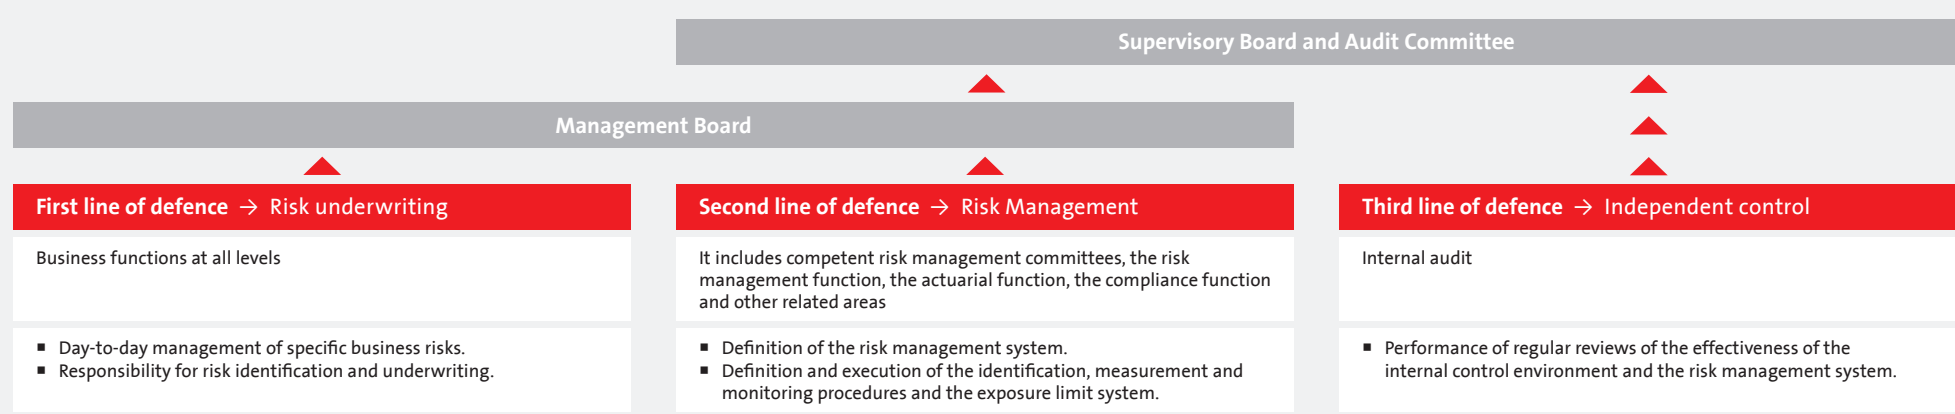 Supervisory Board and Audit Committee
Management Board
First line of defence → Risk underwriting
Business functions at all levels
▪ Day-to-day management of specific business risks.
▪ Responsibility for risk identification and underwriting.
Second line of defence → Risk Management
It includes competent risk management committees, the risk
management function, the actuarial function, the compliance function
and other related areas
▪ Definition of the risk management system.
▪ Definition and execution of the identification, measurement and
monitoring procedures and the exposure limit system.
Third line of defence → Independent control
Internal audit
▪ Performance of regular reviews of the effectiveness of the
internal control environment and the risk management system.